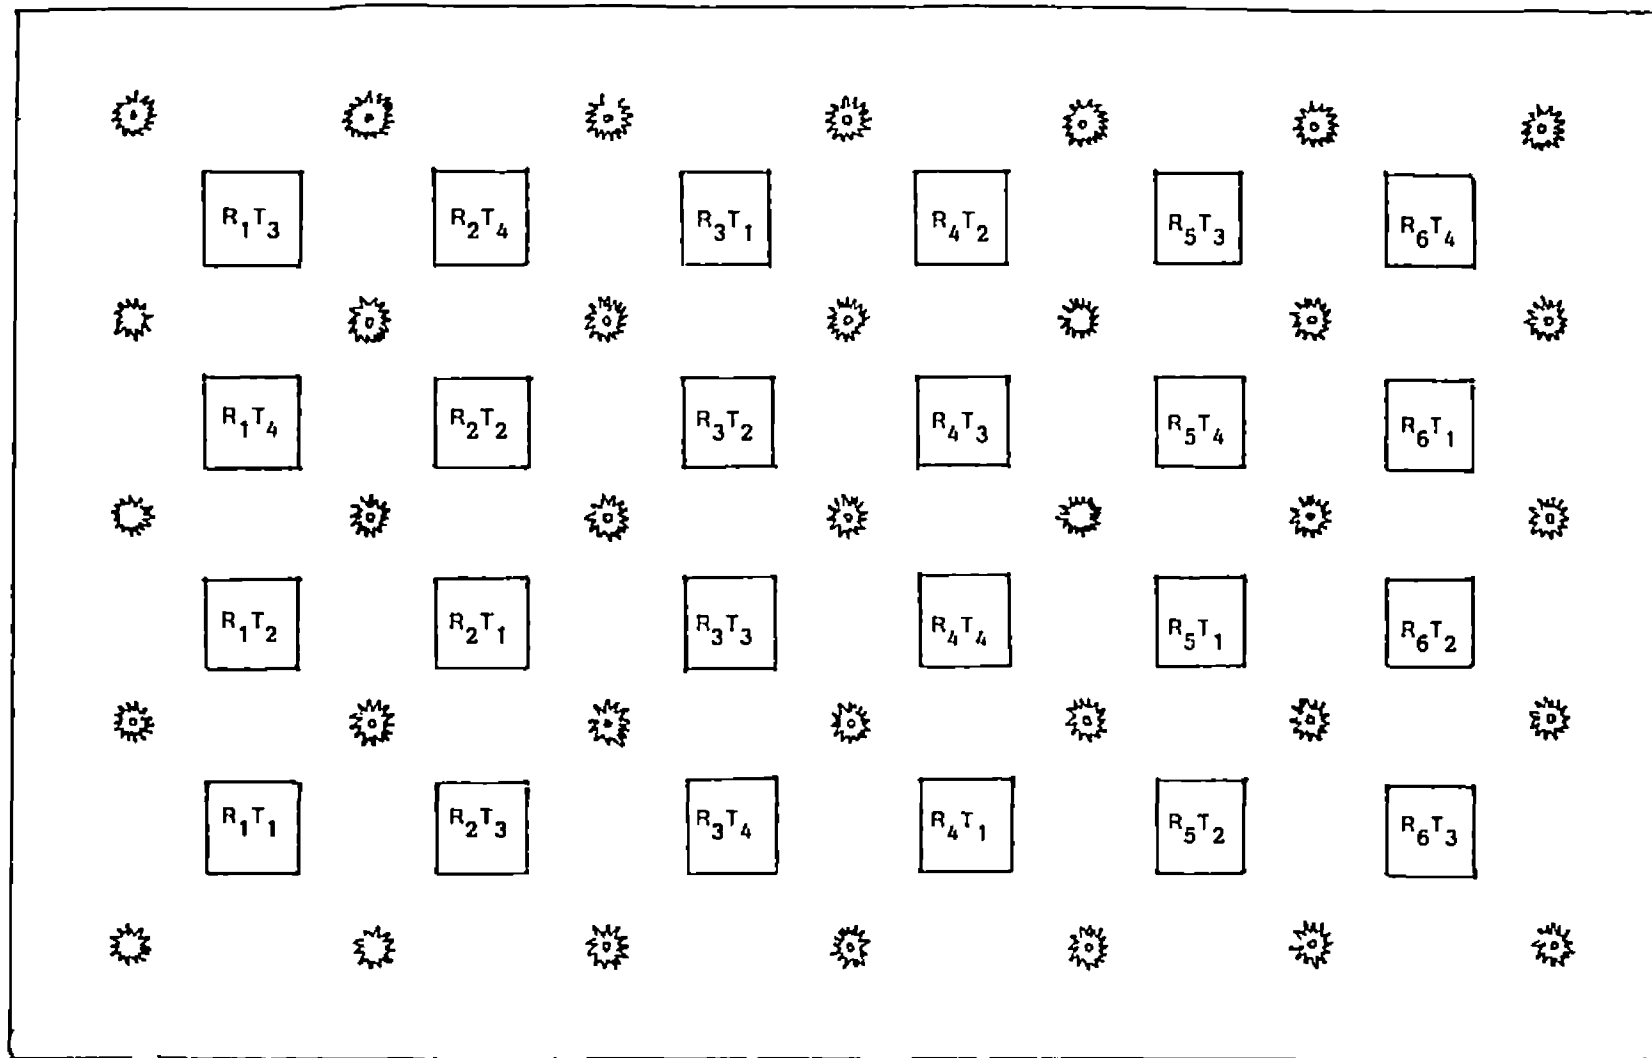 R₁T₃ R₂T₄ R₃T₁ R₄T₂ R₅T₃ R₆T₄
R₁T₄ R₂T₂ R₃T₂ R₄T₃ R₅T₄ R₆T₁
R₁T₂ R₂T₁ R₃T₃ R₄T₄ R₅T₁ R₆T₂
R₁T₁ R₂T₃ R₃T₄ R₄T₁ R₅T₂ R₆T₃